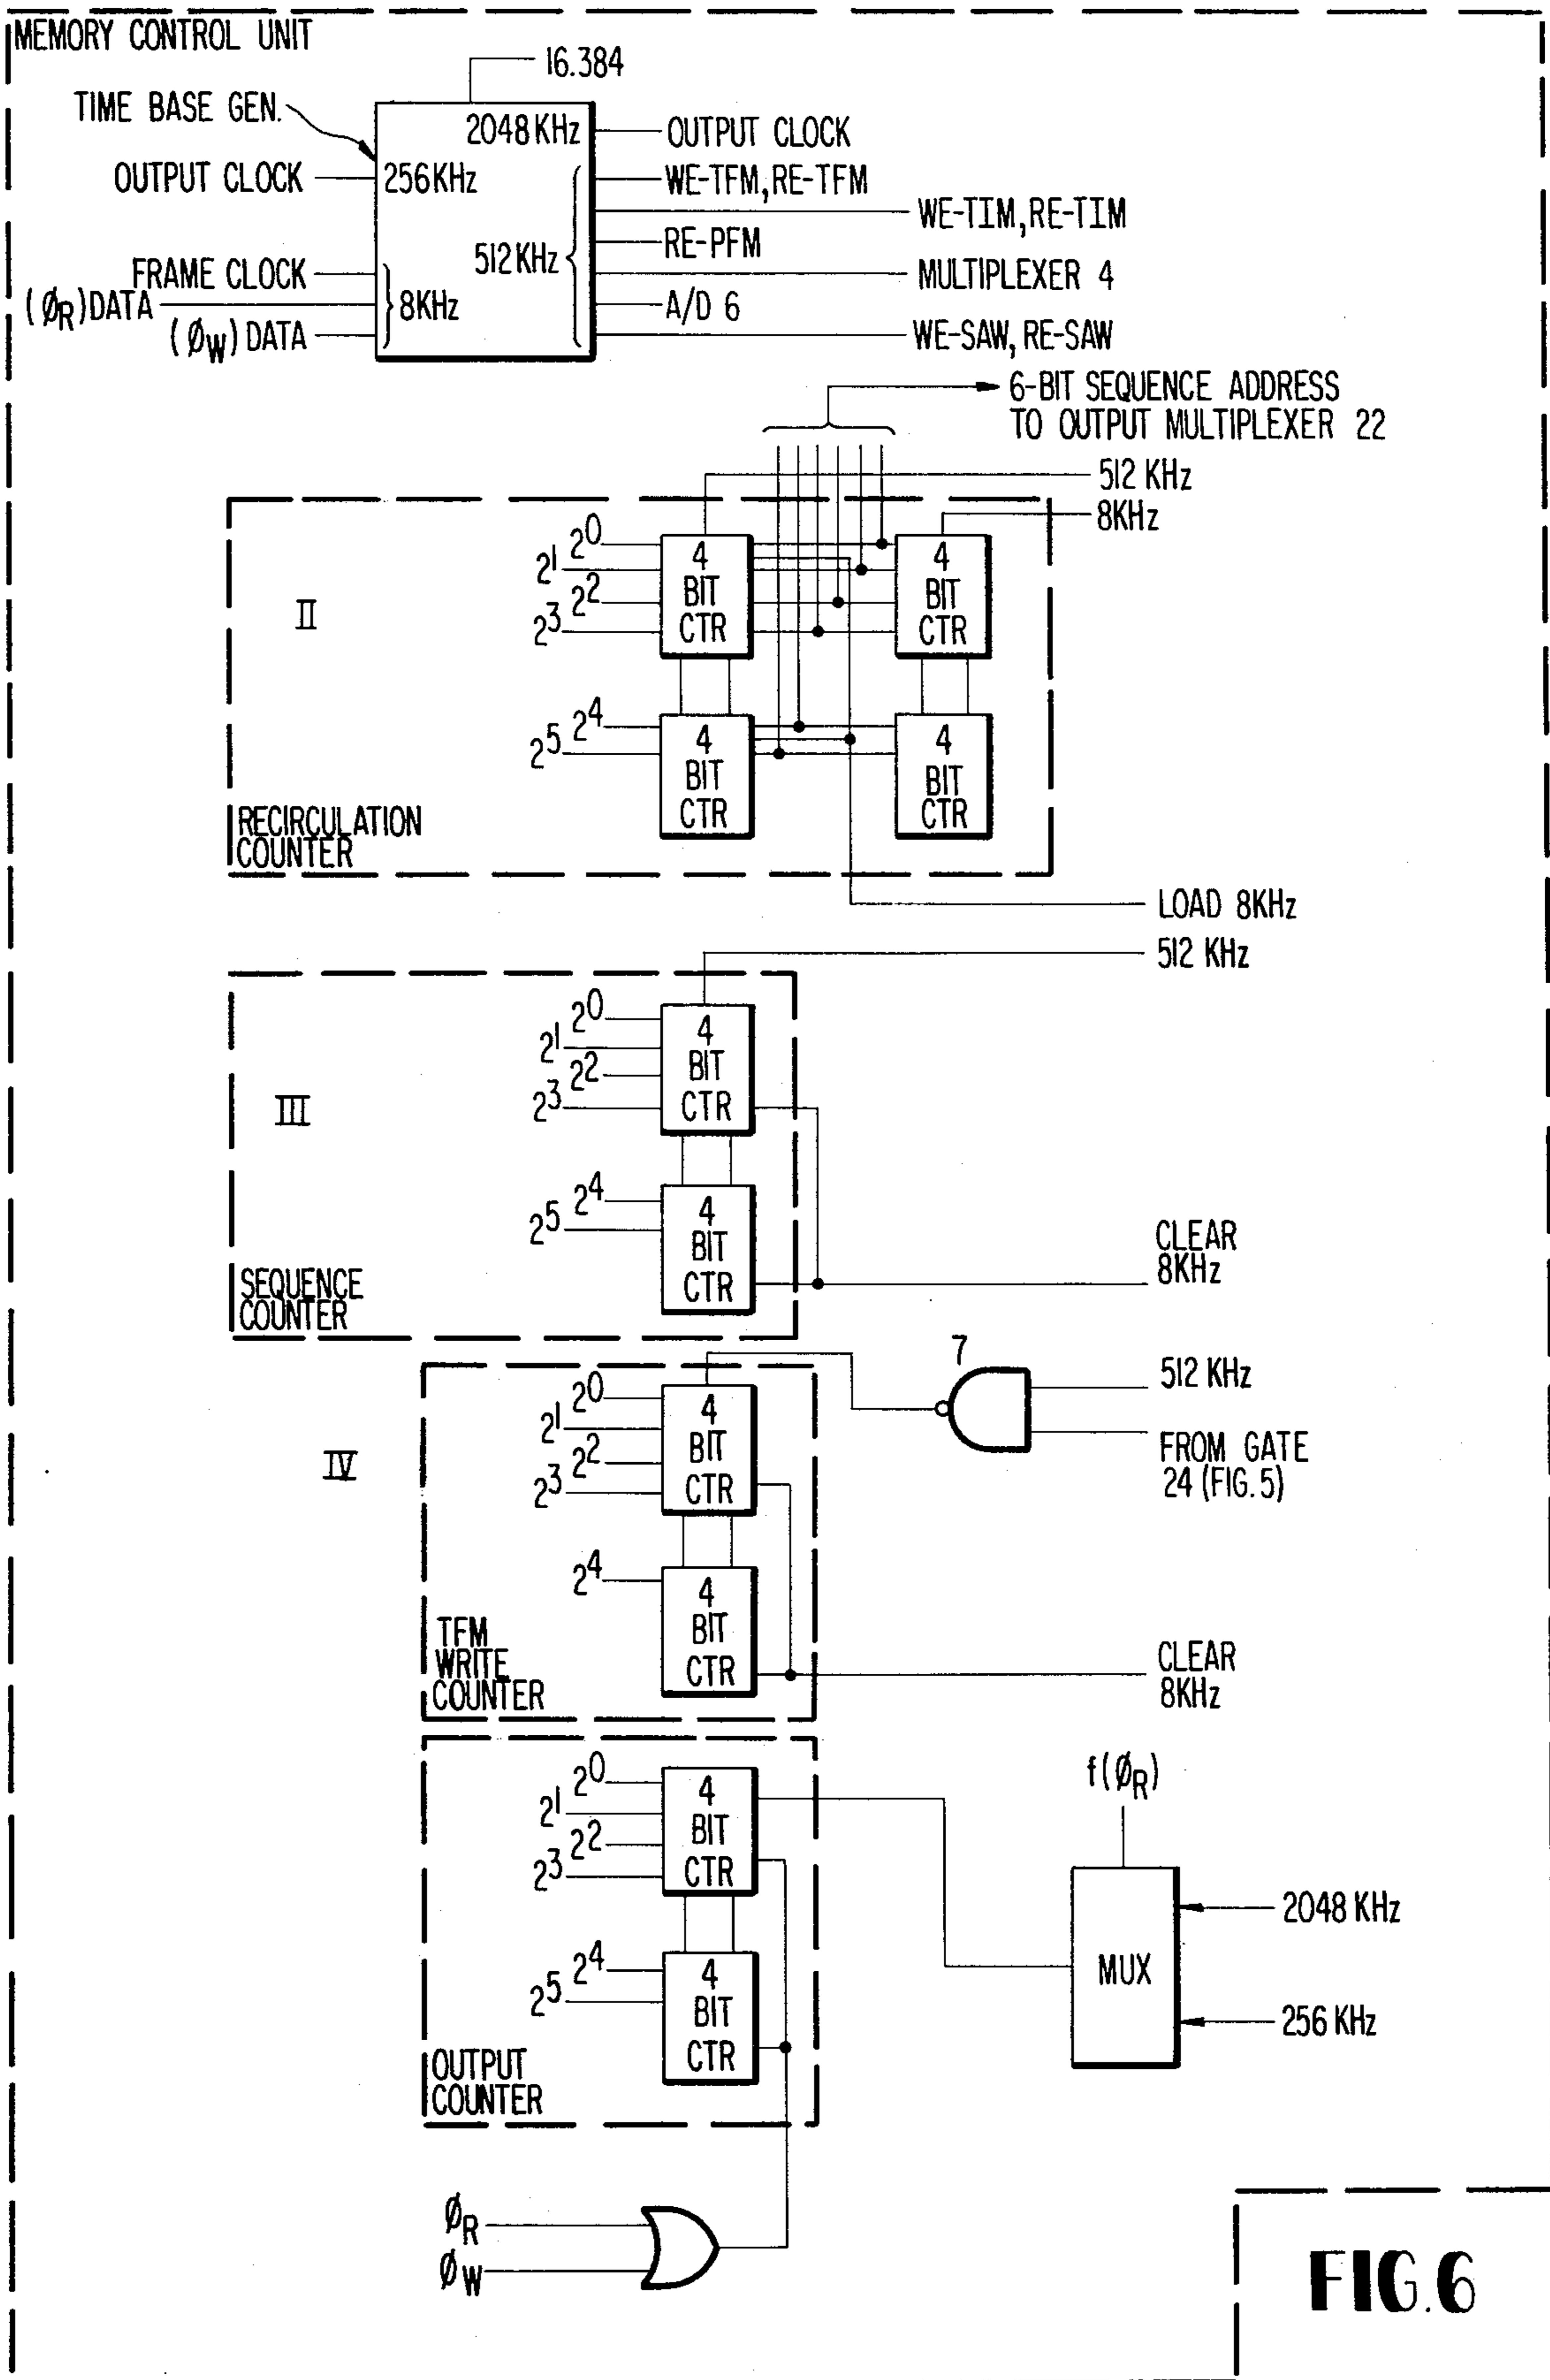 MEMORY CONTROL UNIT
16.384
TIME BASE GEN.
2048KHz
OUTPUT CLOCK
OUTPUT CLOCK
256KHz
WE-TFM, RE-TFM
WE-TIM, RE-TIM
512KHz
RE-PFM
FRAME CLOCK
MULTIPLEXER 4
(ØR) DATA
8KHz
A/D 6
(ØW) DATA
WE-SAW, RE-SAW
6-BIT SEQUENCE ADDRESS
TO OUTPUT MULTIPLEXER 22
512 KHz
8KHz
II
2^0
2^1
2^2
2^3
4
BIT
CTR
4
BIT
CTR
2^4
2^5
4
BIT
CTR
4
BIT
CTR
RECIRCULATION
COUNTER
LOAD 8KHz
512 KHz
III
2^0
2^1
2^2
2^3
4
BIT
CTR
2^4
2^5
4
BIT
CTR
CLEAR
8KHz
SEQUENCE
COUNTER
7
512 KHz
FROM GATE
24 (FIG. 5)
IV
2^0
2^1
2^2
2^3
4
BIT
CTR
2^4
4
BIT
CTR
TFM
WRITE
COUNTER
CLEAR
8KHz
2^0
2^1
2^2
2^3
4
BIT
CTR
f(ØR)
2048 KHz
MUX
256 KHz
2^4
2^5
4
BIT
CTR
OUTPUT
COUNTER
ØR
ØW
FIG. 6